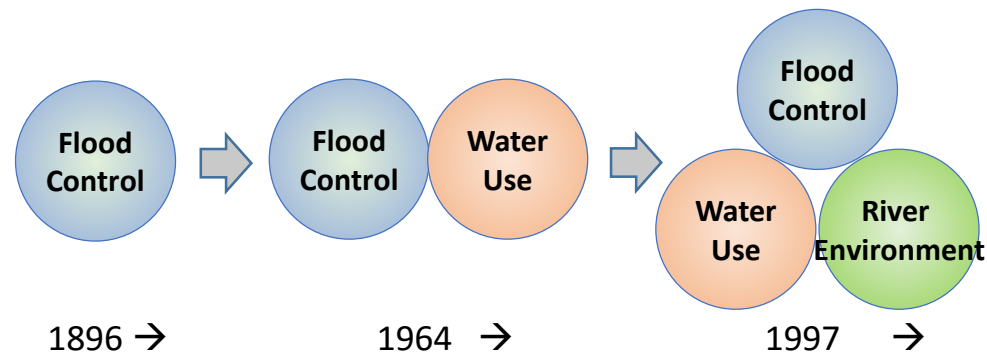 Flood
Control
Flood
Control
Water
Use
Flood
Control
Water
Use
River
Environment
1896 →
1964 →
1997 →